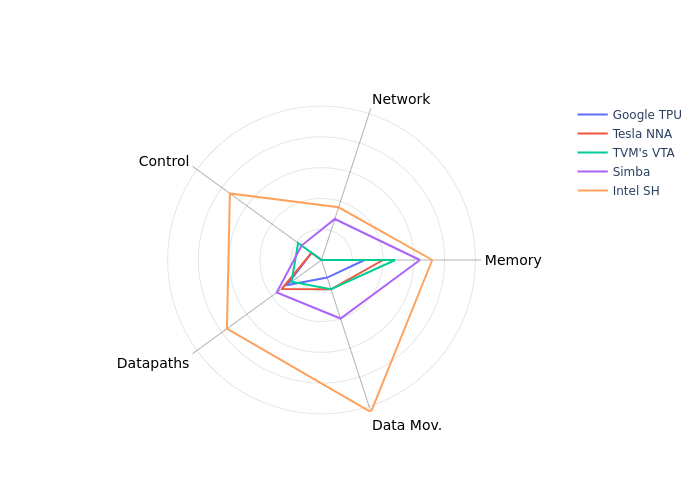 Network
Google TPU
Tesla NNA
TVM's VTA
Simba
Intel SH
Control
Memory
Datapaths
Data Mov.